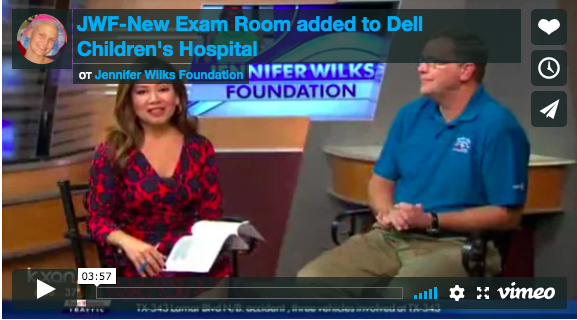 JWF-New Exam Room added to Dell
Children's Hospital
от Jennifer Wilks Foundation
JENNIFER WILKS
FOUNDATION
kxan
03:57
vimeo
TRAFFIC
TX-343 Lamar Blvd N/B: accident, three vehicles involved at TX-343